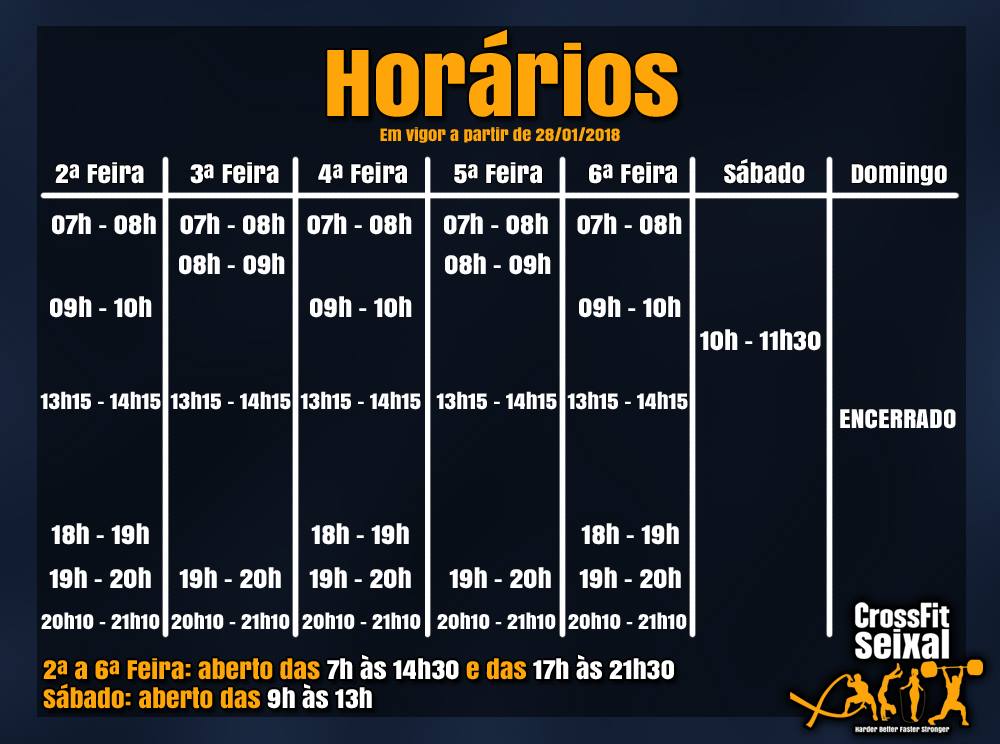 Horários
Em vigor a partir de 28/01/2018
2ª Feira 3ª Feira 4ª Feira 5ª Feira 6ª Feira Sábado Domingo
07h - 08h 07h - 08h 07h - 08h 07h - 08h 07h - 08h
08h - 09h 08h - 09h
09h - 10h 09h - 10h 09h - 10h
10h - 11h30
13h15 - 14h15 13h15 - 14h15 13h15 - 14h15 13h15 - 14h15 13h15 - 14h15
ENCERRADO
18h - 19h 18h - 19h 18h - 19h
19h - 20h 19h - 20h 19h - 20h 19h - 20h 19h - 20h
20h10 - 21h10 20h10 - 21h10 20h10 - 21h10 20h10 - 21h10 20h10 - 21h10
2ª a 6ª Feira: aberto das 7h às 14h30 e das 17h às 21h30
Sábado: aberto das 9h às 13h
CrossFit
Seixal
Harder Better Faster Stronger